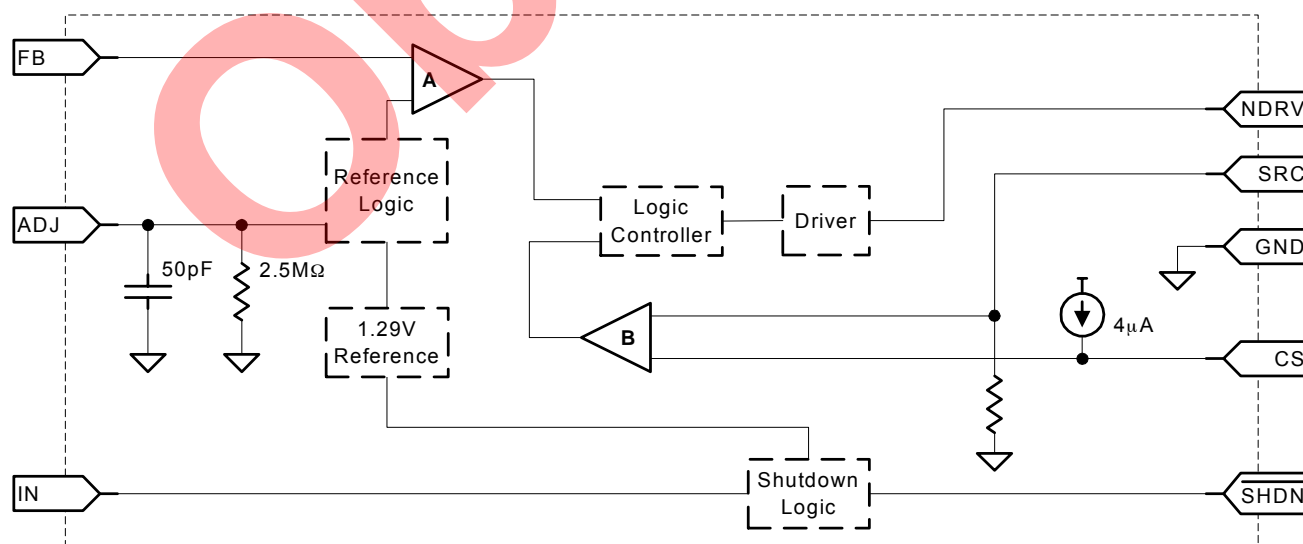 FB
A
NDRV
Reference
Logic
SRC
Logic
Controller
Driver
ADJ
GND
50pF
2.5MΩ
1.29V
Reference
B
4μA
CS
Shutdown
Logic
IN
SHDN